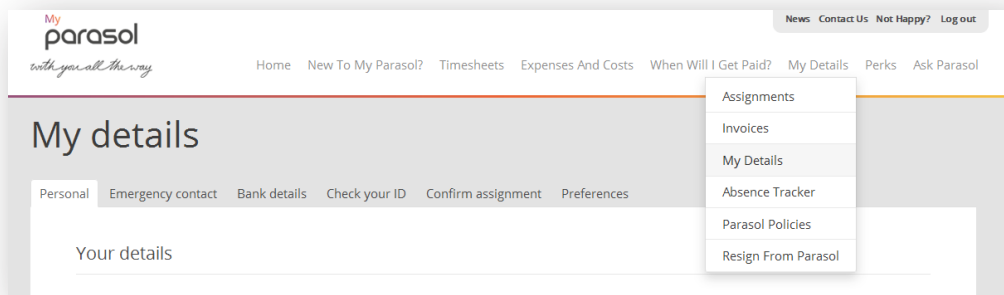 News Contact Us Not Happy? Log out
My
parasol
with you all the way
Home New To My Parasol? Timesheets Expenses And Costs When Will I Get Paid? My Details Perks Ask Parasol
Assignments
Invoices
My Details
Absence Tracker
Parasol Policies
Resign From Parasol
My details
Personal Emergency contact Bank details Check your ID Confirm assignment Preferences
Your details